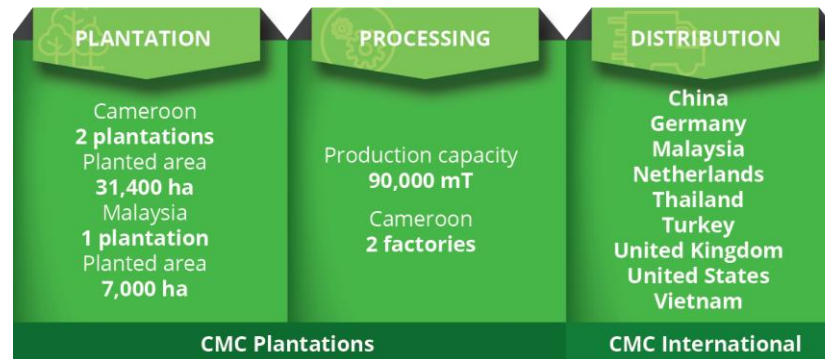 PLANTATION
Cameroon
2 plantations
Planted area
31,400 ha
Malaysia
1 plantation
Planted area
7,000 ha
PROCESSING
Production capacity
90,000 mT
Cameroon
2 factories
CMC Plantations
DISTRIBUTION
China
Germany
Malaysia
Netherlands
Thailand
Turkey
United Kingdom
United States
Vietnam
CMC International